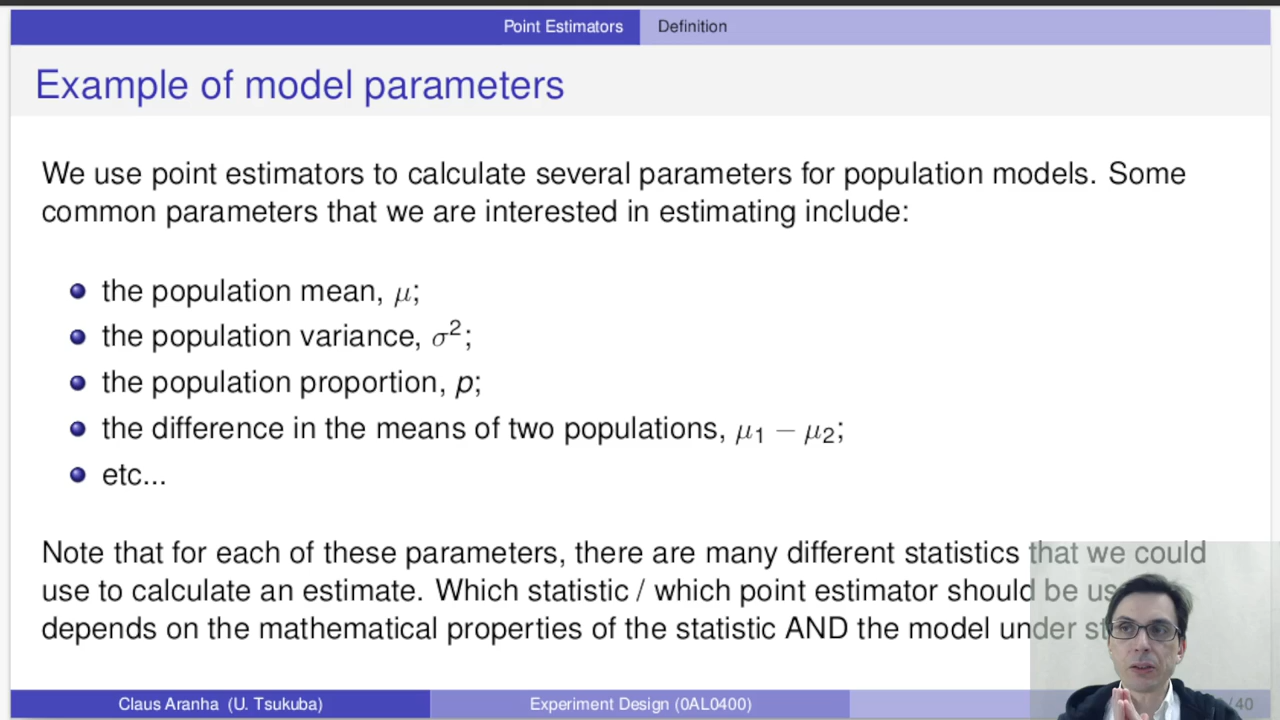 Point Estimators Definition
Example of model parameters
We use point estimators to calculate several parameters for population models. Some
common parameters that we are interested in estimating include:
the population mean, μ;
the population variance, σ²;
the population proportion, p;
the difference in the means of two populations, μ₁ − μ₂;
etc...
Note that for each of these parameters, there are many different statistics that we could
use to calculate an estimate. Which statistic / which point estimator should be
depends on the mathematical properties of the statistic AND the model under
Claus Aranha (U. Tsukuba) Experiment Design (0AL0400) / 40